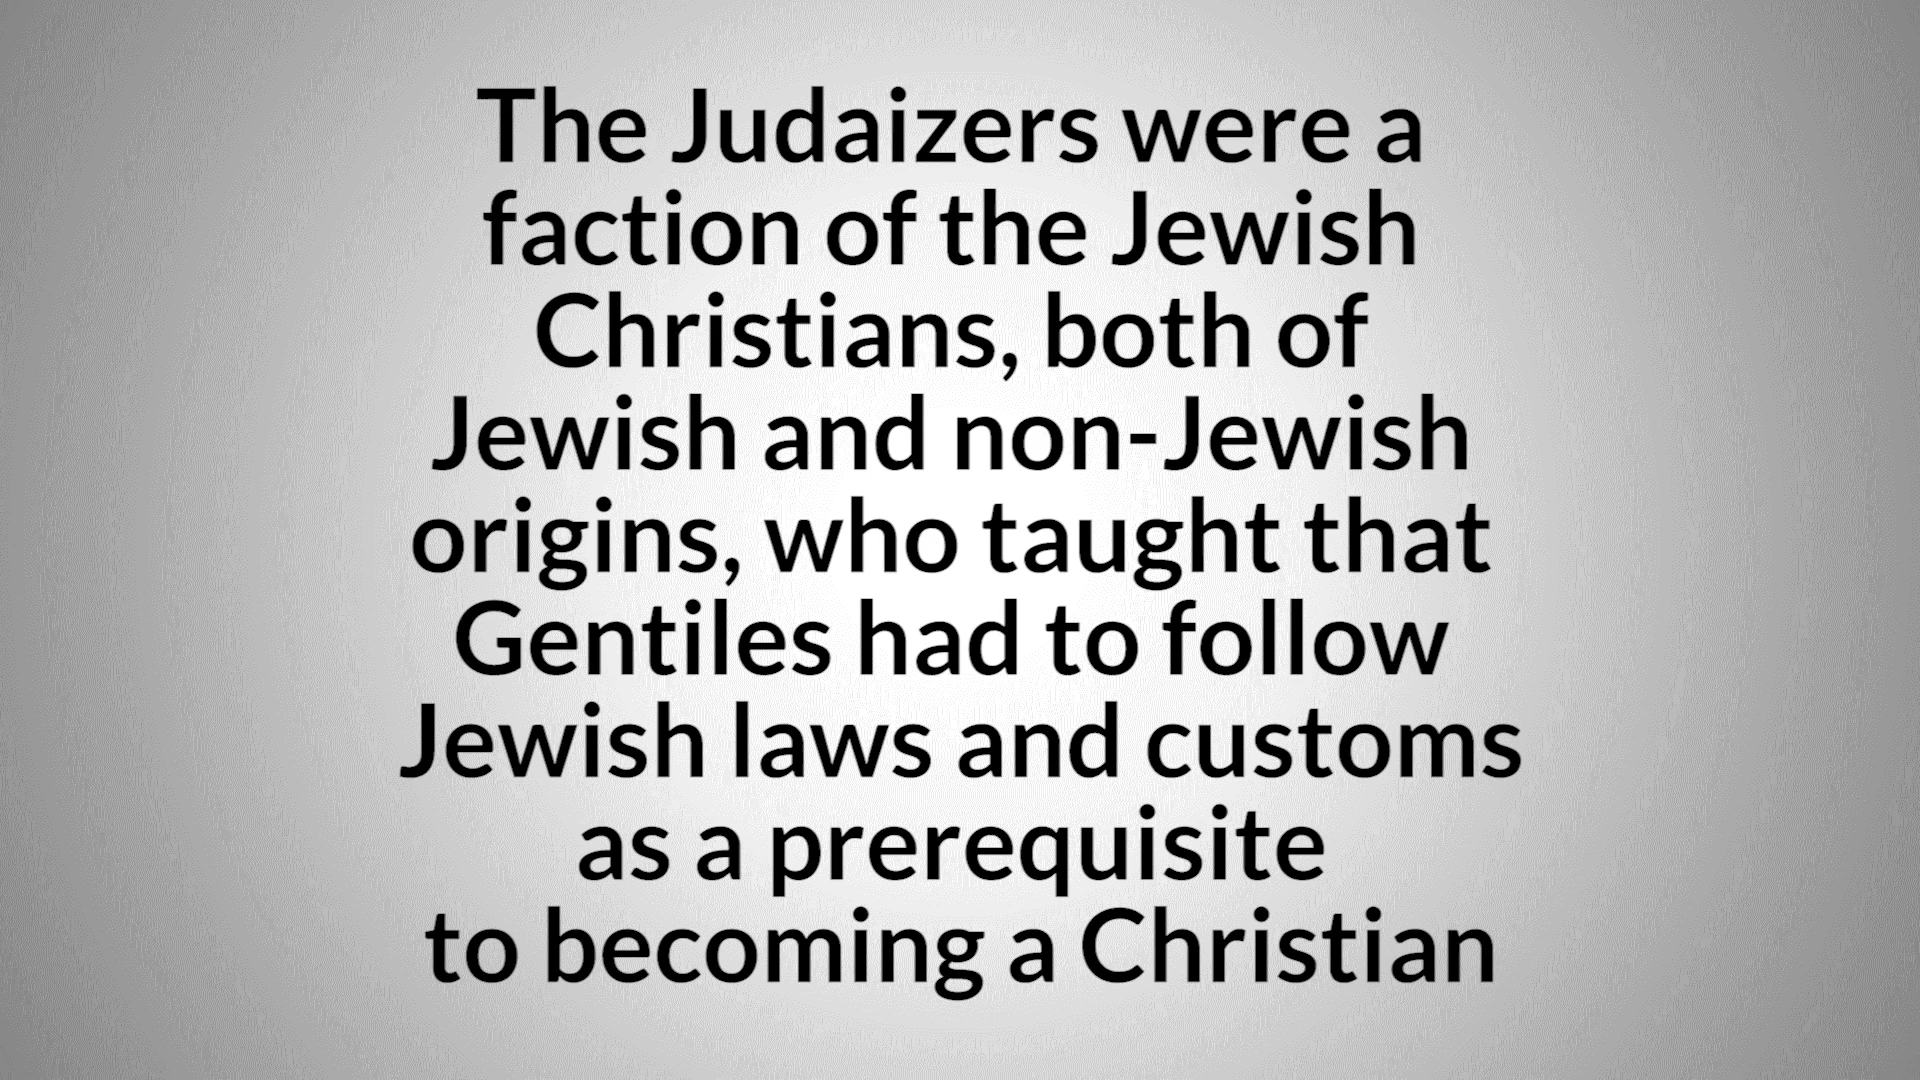 The Judaizers were a
faction of the Jewish
Christians, both of
Jewish and non-Jewish
origins, who taught that
Gentiles had to follow
Jewish laws and customs
as a prerequisite
to becoming a Christian